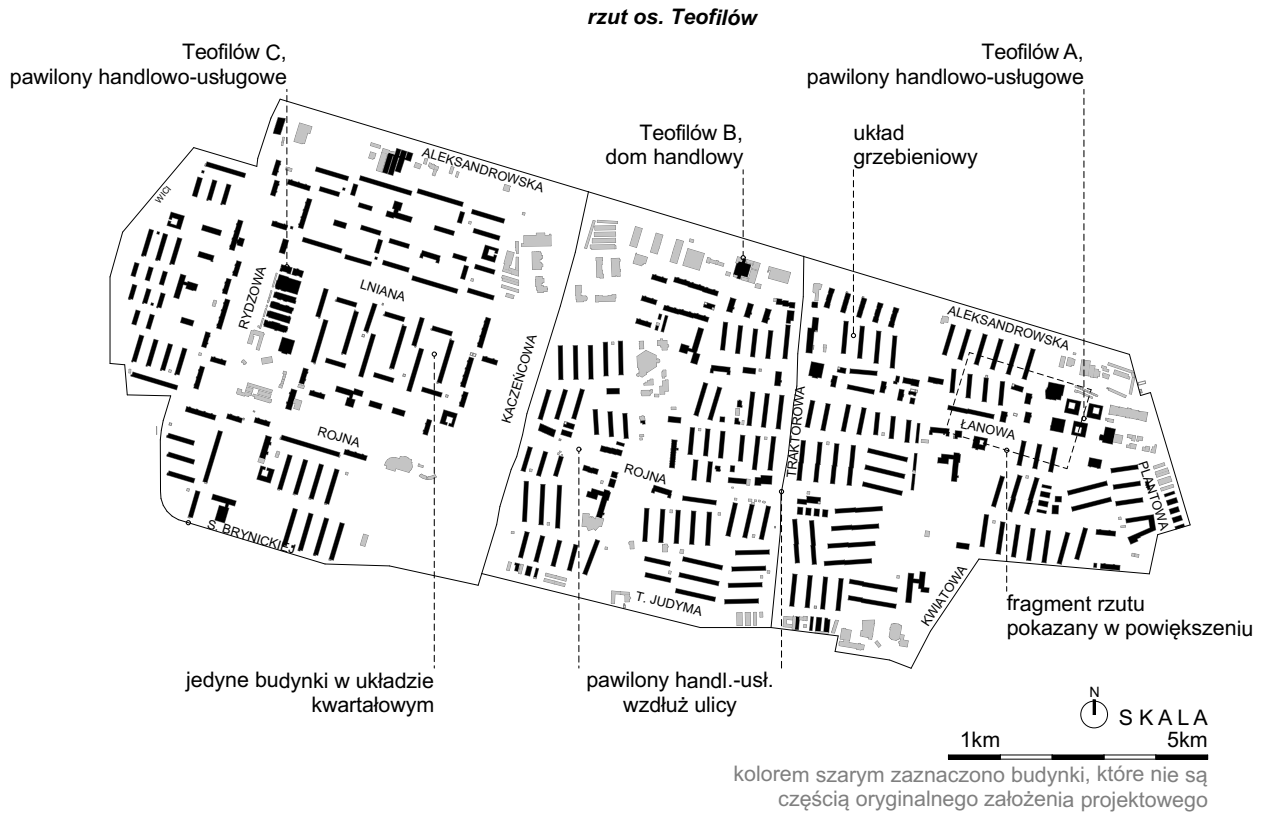 rzut os. Teofilów
Teofilów C,
pawilony handlowo-usługowe
Teofilów A,
pawilony handlowo-usługowe
Teofilów B,
dom handlowy
układ
grzebieniowy
ALEKSANDROWSKA
WICI
RYDZOWA
LNIANA
KACZEŃCOWA
ALEKSANDROWSKA
TRAKTOROWA
ŁANOWA
ROJNA
ROJNA
PLANTOWA
S. BRYNICKIEJ
T. JUDYMA
KWIATOWA
fragment rzutu
pokazany w powiększeniu
jedyne budynki w układzie
kwartałowym
pawilony handl.-usł.
wzdłuż ulicy
N
SKALA
1km 5km
kolorem szarym zaznaczono budynki, które nie są
częścią oryginalnego założenia projektowego